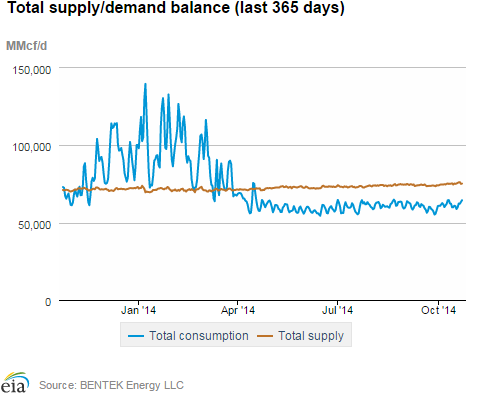 Total supply/demand balance (last 365 days)
MMcf/d
150,000
100,000
50,000
0
Jan '14 Apr '14 Jul '14 Oct '14
Total consumption Total supply
eia Source: BENTEK Energy LLC